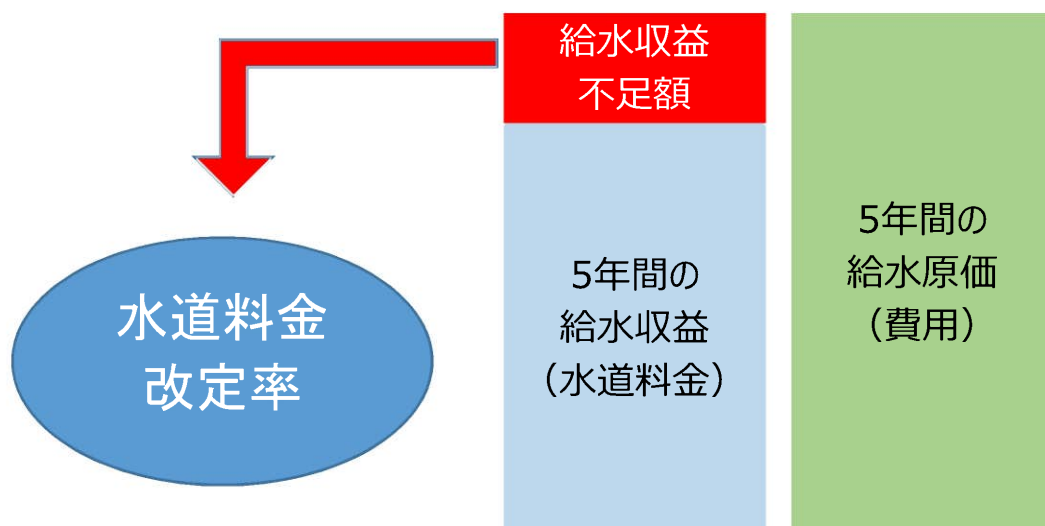 給水収益
不足額
5年間の
給水原価
（費用）
5年間の
給水収益
（水道料金）
水道料金
改定率